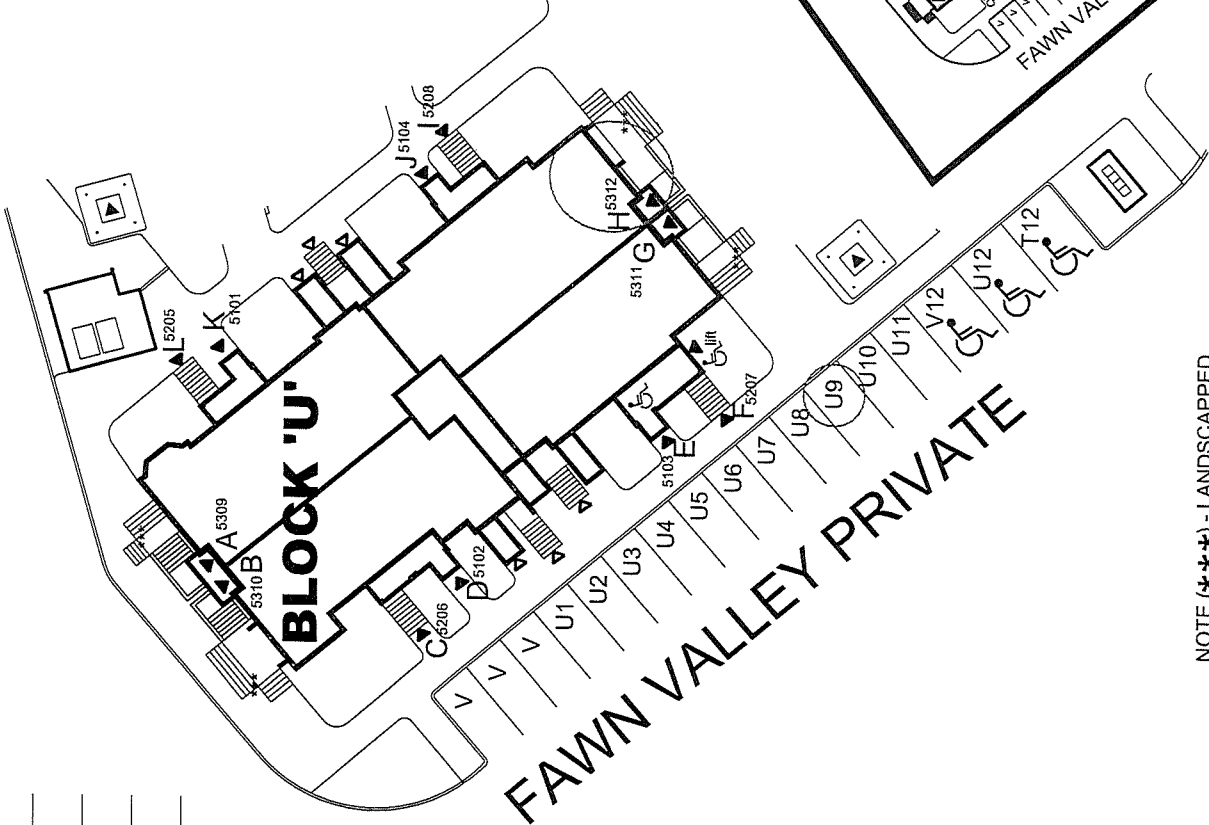 BLOCK 'U'
A 5309
B 5310
C 5206
D 5102
E 5103
F 5207
lift
G 5311
H 5312
I 5208
J 5104
K 5101
L 5205
***
***
***
***
V
V
V
U1
U2
U3
U4
U5
U6
U7
U8
U9
U10
U11
V12
U12
T12
FAWN VALLEY PRIVATE
FAWN VAL
NOTE (***) - LANDSCAPPED